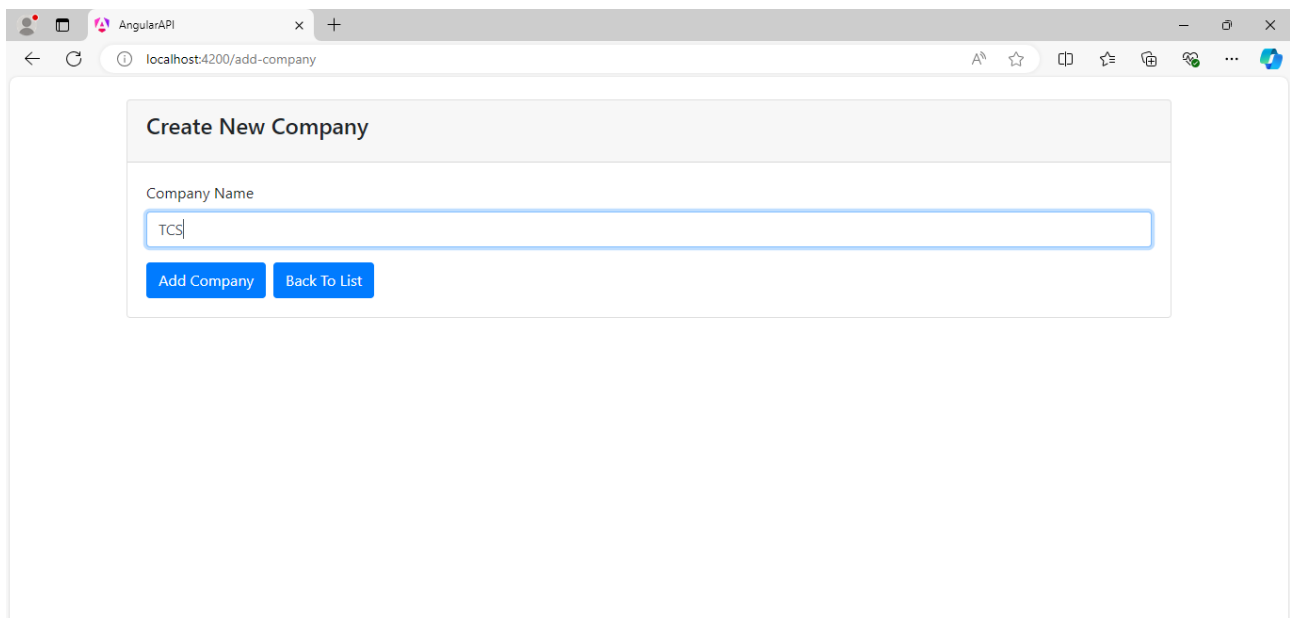 AngularAPI
localhost:4200/add-company
Create New Company
Company Name
TCS
Add Company Back To List